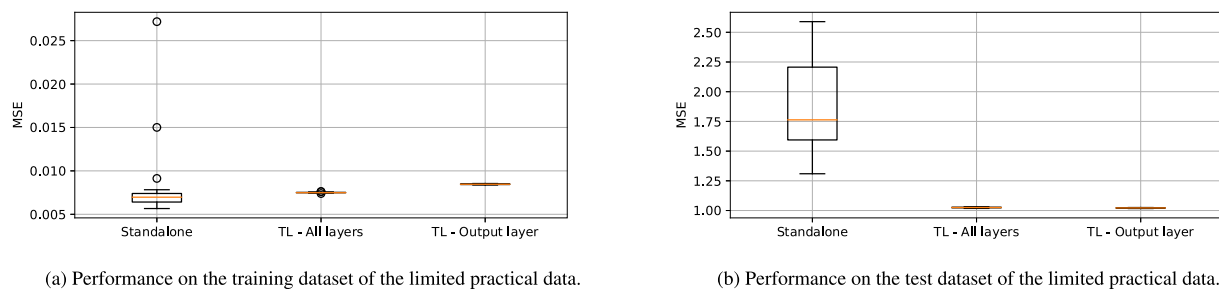 0.025
0.020
0.015
0.010
0.005
MSE
Standalone
TL - All layers
TL - Output layer
(a) Performance on the training dataset of the limited practical data.
2.50
2.25
2.00
1.75
1.50
1.25
1.00
MSE
Standalone
TL - All layers
TL - Output layer
(b) Performance on the test dataset of the limited practical data.